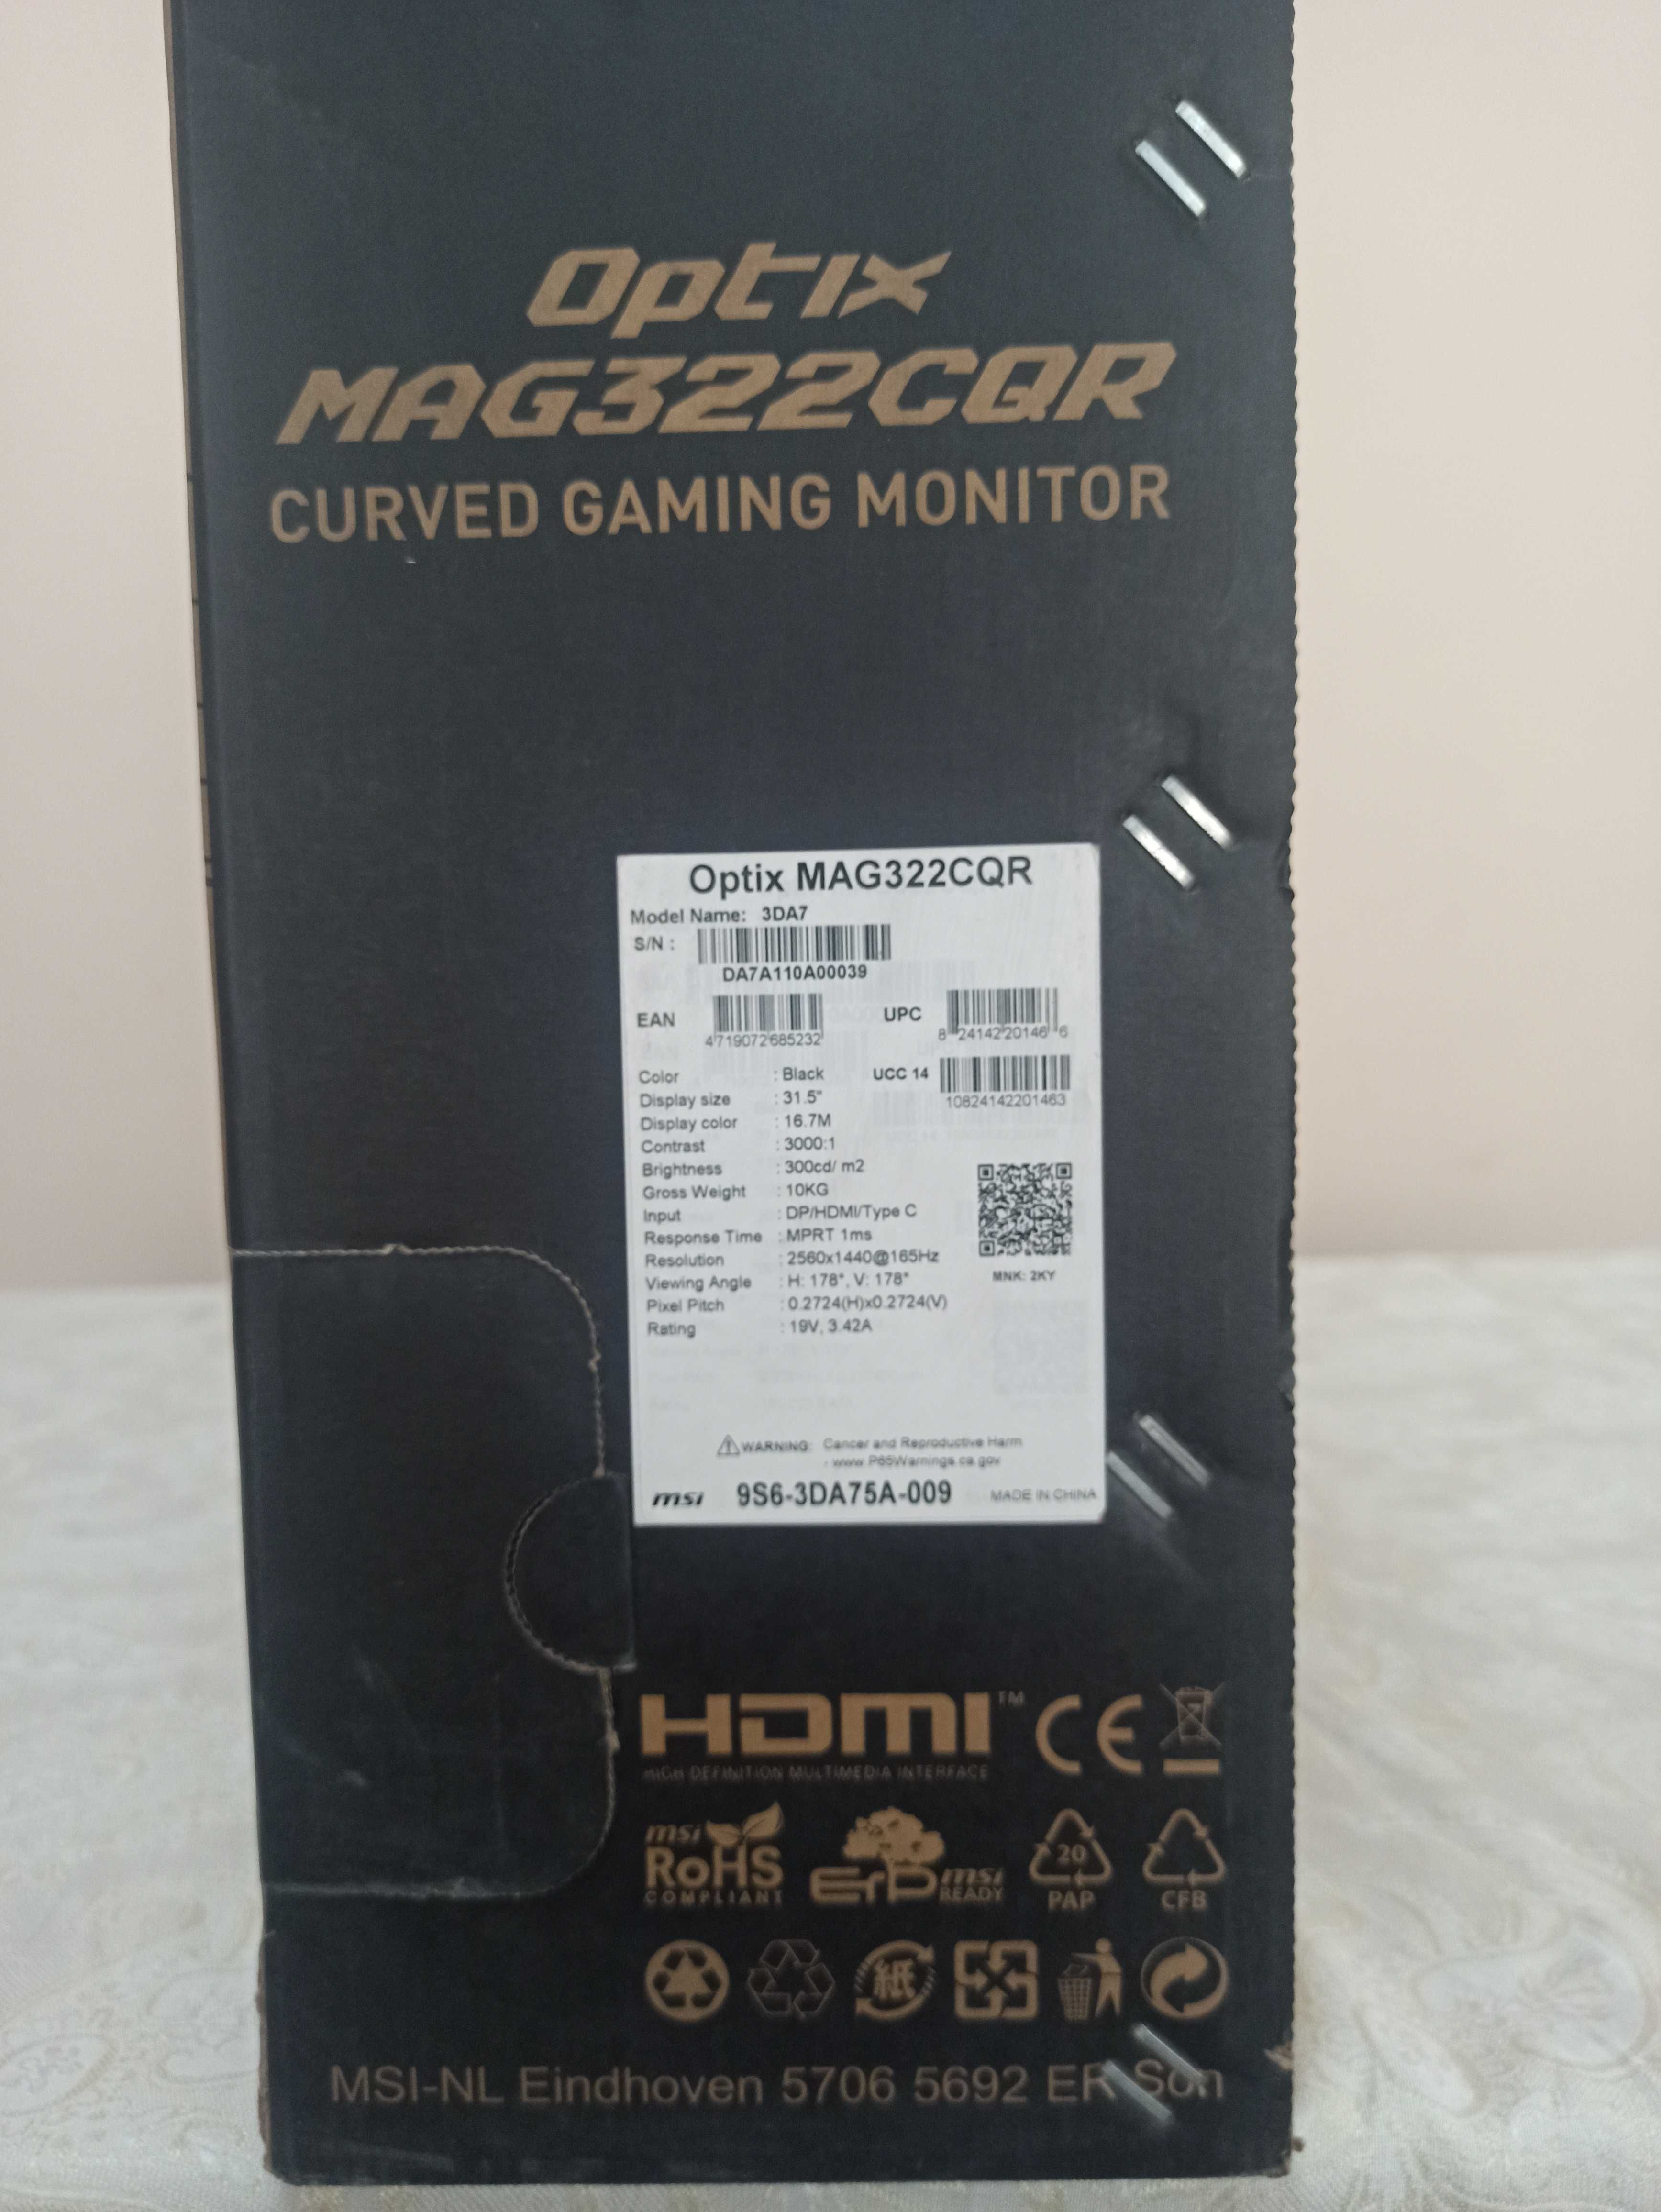 Optix
MAG322CQR
CURVED GAMING MONITOR
Optix MAG322CQR
Model Name: 3DA7
S/N :
DA7A110A00039
EAN
4719072685232
UPC
8 24142 20146 6
Color : Black
UCC 14
10824142201463
Display size : 31.5"
Display color : 16.7M
Contrast : 3000:1
Brightness : 300cd/ m2
Gross Weight : 10KG
Input : DP/HDMI/Type C
Response Time : MPRT 1ms
Resolution : 2560x1440@165Hz
Viewing Angle : H: 178°, V: 178°
Pixel Pitch : 0.2724(H)x0.2724(V)
Rating : 19V, 3.42A
MNK: 2KY
WARNING: Cancer and Reproductive Harm
- www.P65Warnings.ca.gov
msi 9S6-3DA75A-009 MADE IN CHINA
HDMI™ CE
HIGH DEFINITION MULTIMEDIA INTERFACE
msi
RoHS
COMPLIANT
ErP msi
READY
20
PAP
CFB
紙
MSI-NL Eindhoven 5706 5692 ER Son